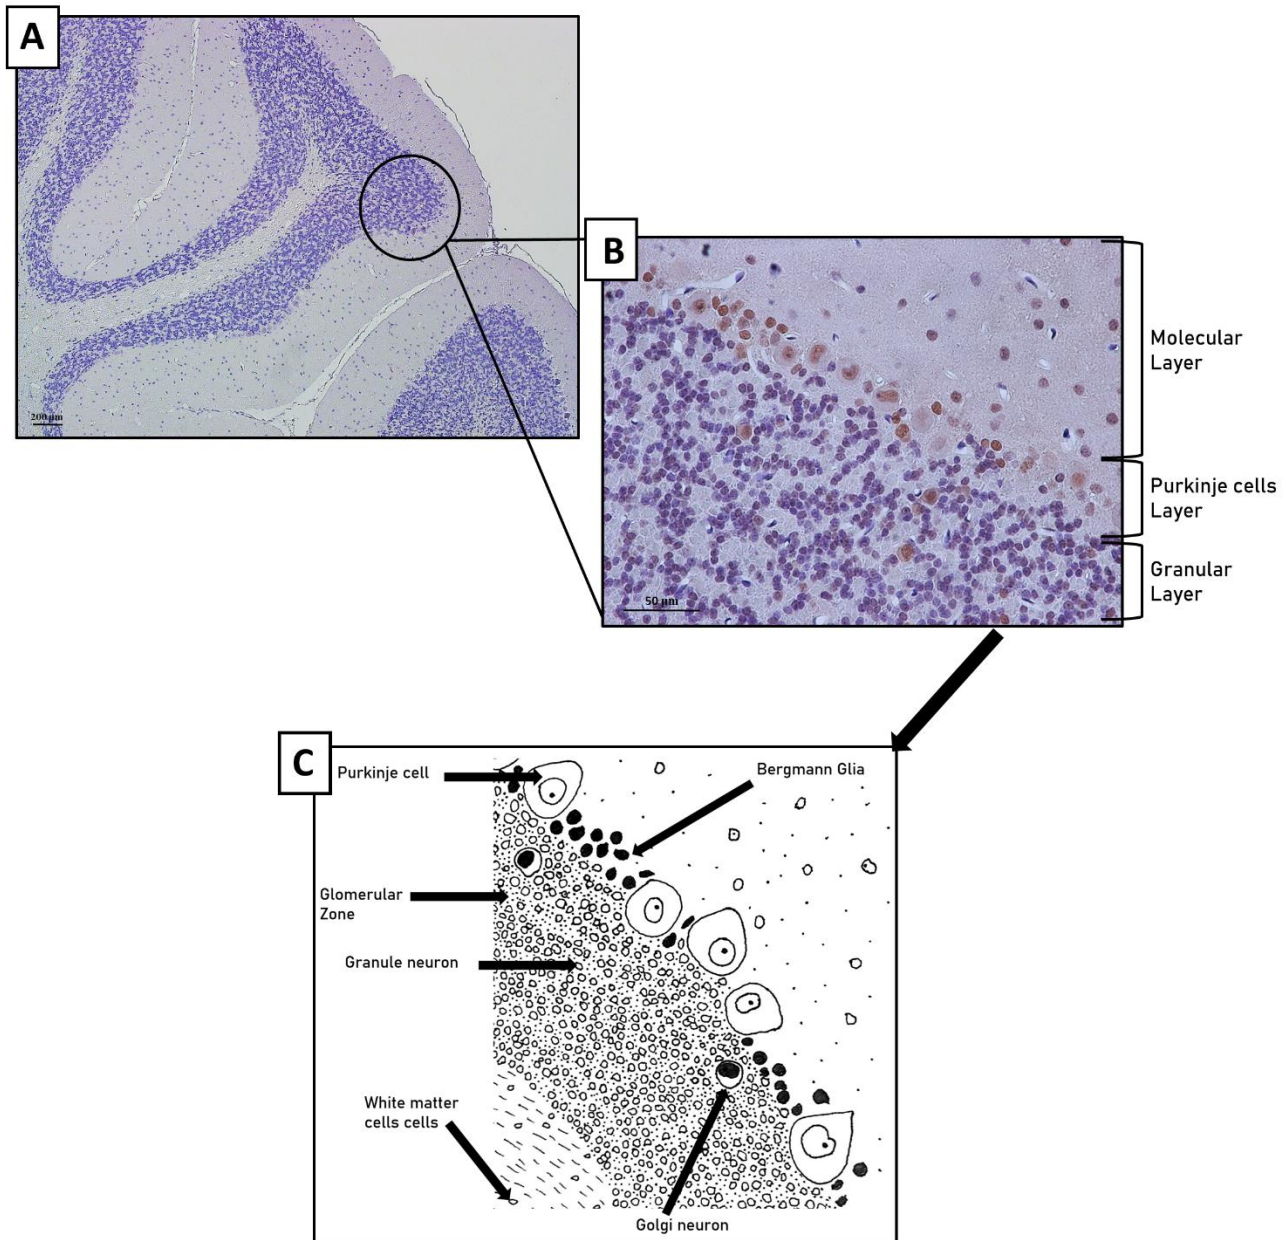 A
200 µm
B
Molecular
Layer
Purkinje cells
Layer
Granular
Layer
50 µm
C
Purkinje cell
Bergmann Glia
Glomerular
Zone
Granule neuron
White matter
cells cells
Golgi neuron